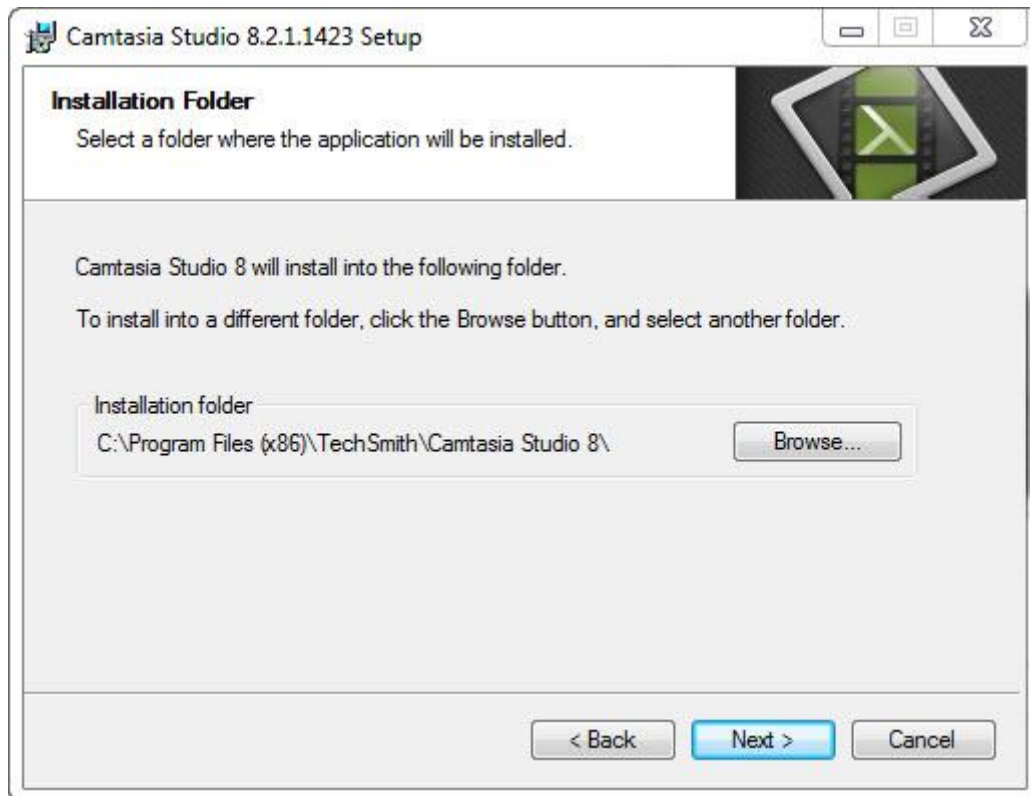 Camtasia Studio 8.2.1.1423 Setup
Installation Folder
Select a folder where the application will be installed.
Camtasia Studio 8 will install into the following folder.
To install into a different folder, click the Browse button, and select another folder.
Installation folder
C:\Program Files (x86)\TechSmith\Camtasia Studio 8\
Browse...
< Back
Next >
Cancel